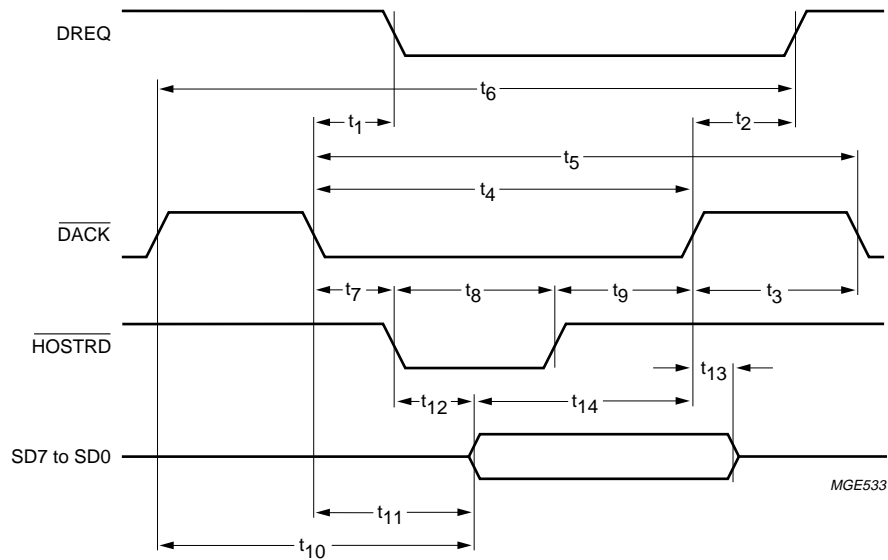 DREQ
t6
t1
t2
t5
t4
DACK
t7
t8
t9
t3
HOSTRD
t13
t12
t14
SD7 to SD0
MGE533
t11
t10